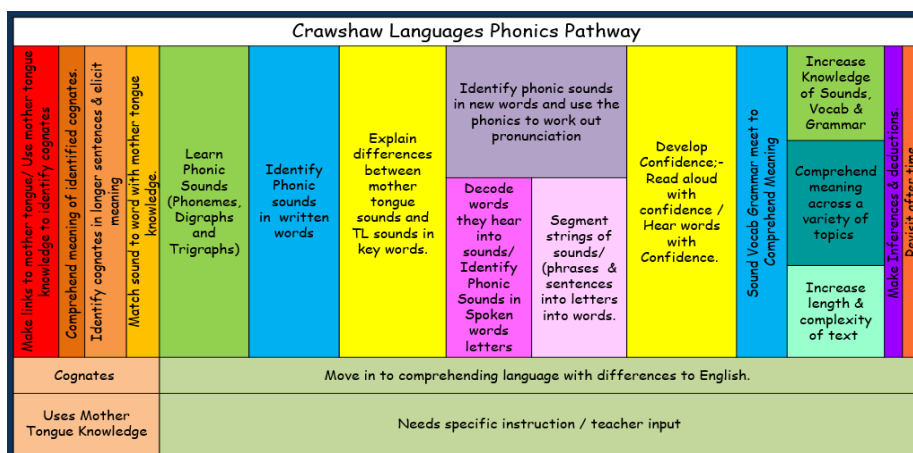 Crawshaw Languages Phonics Pathway
Make links to mother tongue/ Use mother tongue
knowledge to identify cognates
Comprehend meaning of identified cognates.
Identify cognates in longer sentences & elicit
meaning
Match sound to word with mother tongue
knowledge.
Learn
Phonic
Sounds
(Phonemes,
Digraphs
and
Trigraphs)
Identify
Phonic
sounds
in written
words
Explain
differences
between
mother
tongue
sounds and
TL sounds in
key words.
Identify phonic sounds
in new words and use the
phonics to work out
pronunciation
Decode
words
they hear
into
sounds/
Identify
Phonic
Sounds in
Spoken
words
letters
Segment
strings of
sounds/
(phrases &
sentences
into letters
into words.
Develop
Confidence;-
Read aloud
with
confidence /
Hear words
with
Confidence.
Sound Vocab Grammar meet to
Comprehend Meaning
Increase
Knowledge
of Sounds,
Vocab &
Grammar
Comprehend
meaning
across a
variety of
topics
Increase
length &
complexity
of text
Make Inferences & deductions.
Revisit after time
Cognates
Move in to comprehending language with differences to English.
Uses Mother
Tongue Knowledge
Needs specific instruction / teacher input